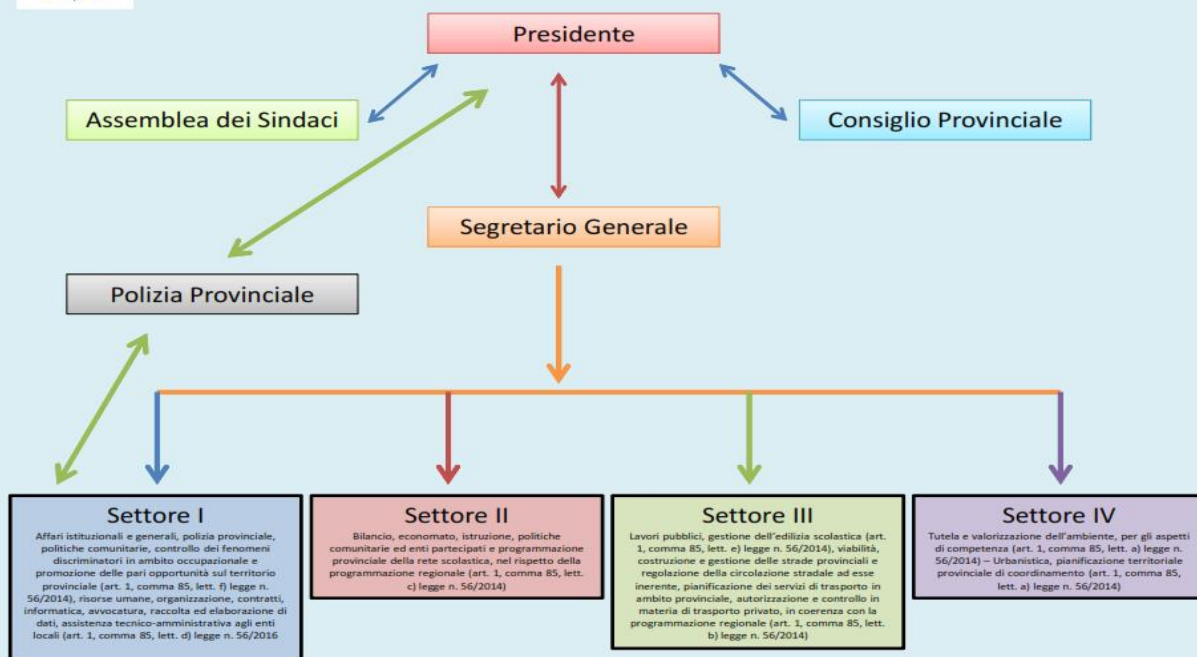 Presidente
Assemblea dei Sindaci
Consiglio Provinciale
Segretario Generale
Polizia Provinciale
Settore I
Affari istituzionali e generali, polizia provinciale,
politiche comunitarie, controllo dei fenomeni
discriminatori in ambito occupazionale e
promozione delle pari opportunità sul territorio
provinciale (art. 1, comma 85, lett. f) legge n.
56/2014), risorse umane, organizzazione, contratti,
informatica, avvocatura, raccolta ed elaborazione di
dati, assistenza tecnico-amministrativa agli enti
locali (art. 1, comma 85, lett. d) legge n. 56/2016
Settore II
Bilancio, economato, istruzione, politiche
comunitarie ed enti partecipati e programmazione
provinciale della rete scolastica, nel rispetto della
programmazione regionale (art. 1, comma 85, lett.
c) legge n. 56/2014)
Settore III
Lavori pubblici, gestione dell'edilizia scolastica (art.
1, comma 85, lett. e) legge n. 56/2014), viabilità,
costruzione e gestione delle strade provinciali e
regolazione della circolazione stradale ad esse
inerente, pianificazione dei servizi di trasporto in
ambito provinciale, autorizzazione e controllo in
materia di trasporto privato, in coerenza con la
programmazione regionale (art. 1, comma 85, lett.
b) legge n. 56/2014)
Settore IV
Tutela e valorizzazione dell'ambiente, per gli aspetti
di competenza (art. 1, comma 85, lett. a) legge n.
56/2014) – Urbanistica, pianificazione territoriale
provinciale di coordinamento (art. 1, comma 85,
lett. a) legge n. 56/2014)